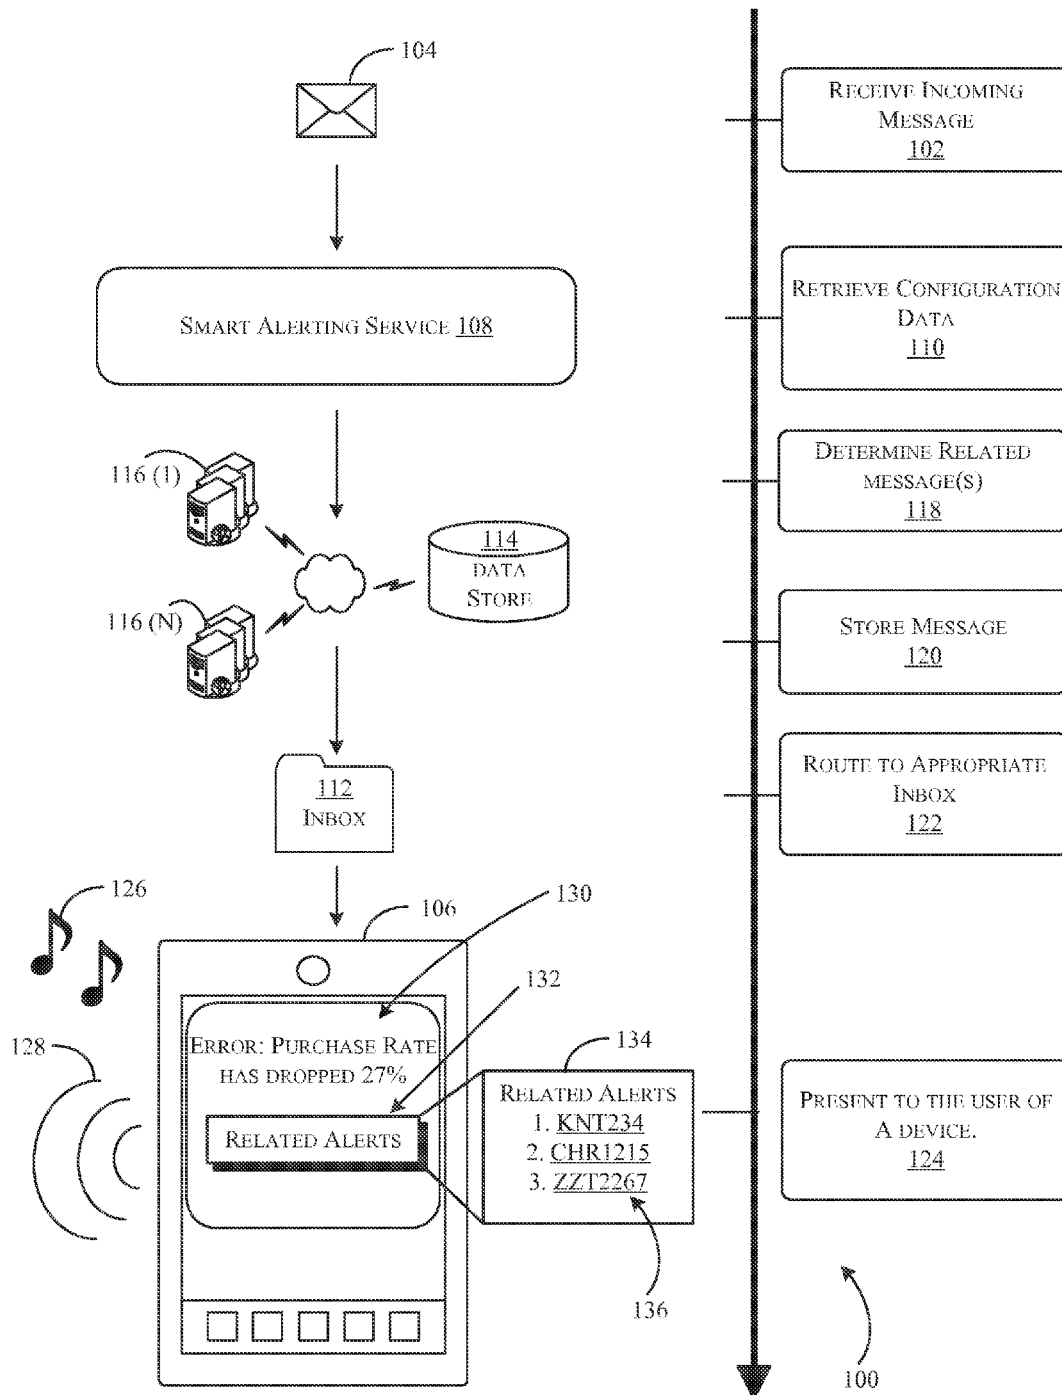 104
RECEIVE INCOMING
MESSAGE
102
SMART ALERTING SERVICE 108
RETRIEVE CONFIGURATION
DATA
110
116 (1)
114
DATA
STORE
DETERMINE RELATED
MESSAGE(S)
118
116 (N)
STORE MESSAGE
120
112
INBOX
ROUTE TO APPROPRIATE
INBOX
122
126
106
130
132
128
ERROR: PURCHASE RATE
HAS DROPPED 27%
RELATED ALERTS
134
RELATED ALERTS
1. KNT234
2. CHR1215
3. ZZT2267
136
PRESENT TO THE USER OF
A DEVICE.
124
100